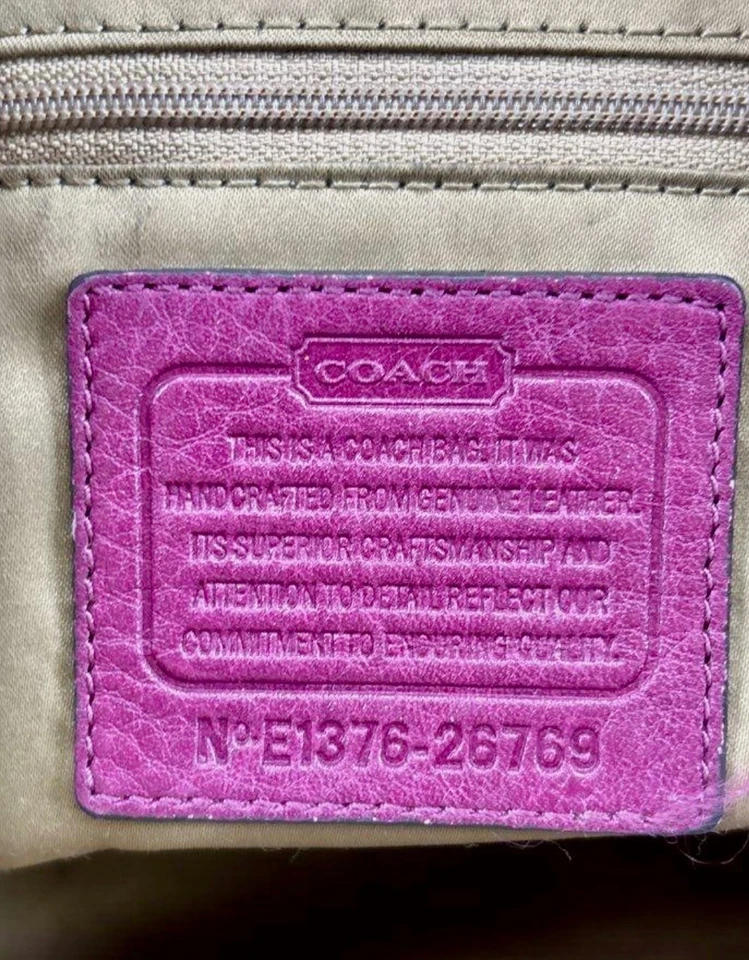 COACH
THIS IS A COACH BAG. IT WAS
HANDCRAFTED FROM GENUINE LEATHER.
ITS SUPERIOR CRAFTSMANSHIP AND
ATTENTION TO DETAIL REFLECT OUR
COMMITMENT TO ENDURING QUALITY.
Nº E1376-26769